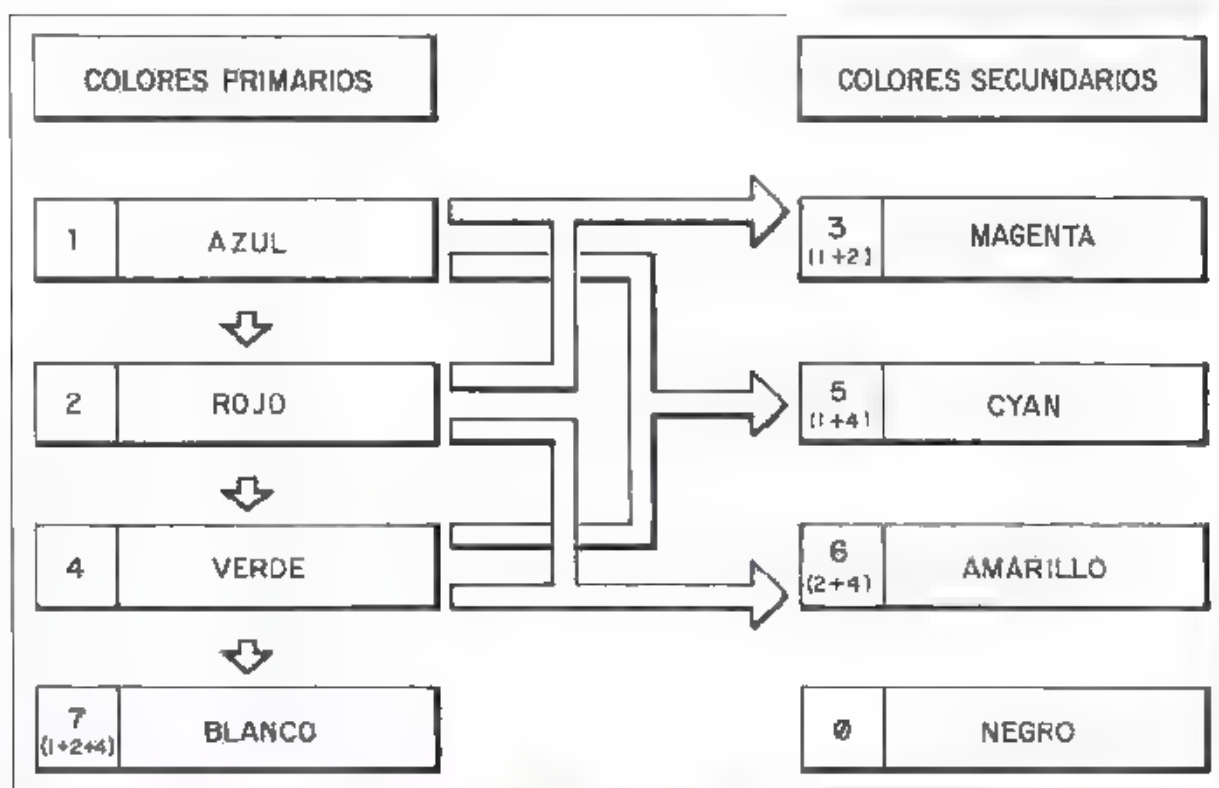 COLORES PRIMARIOS
COLORES SECUNDARIOS
1 AZUL
3 (1+2) MAGENTA
2 ROJO
5 (1+4) CYAN
4 VERDE
6 (2+4) AMARILLO
7 (1+2+4) BLANCO
0 NEGRO